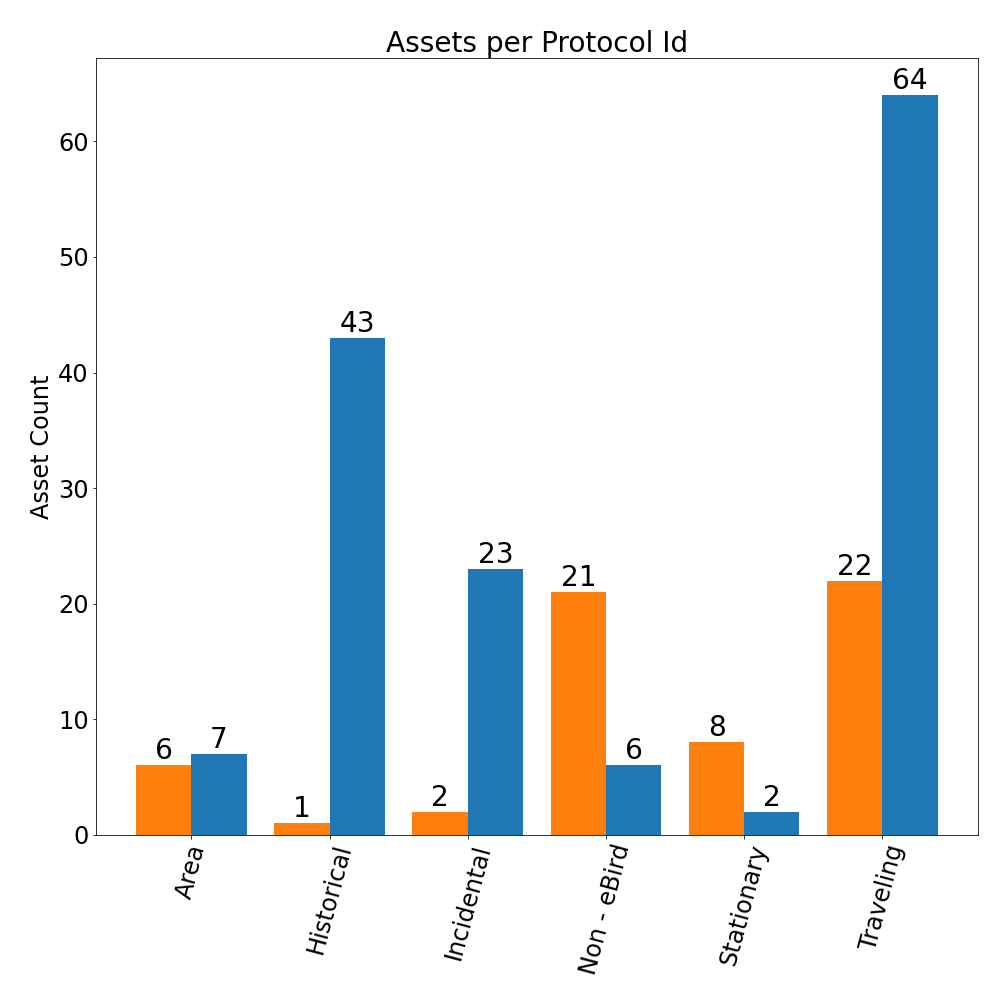 Assets per Protocol Id
Asset Count
60
50
40
30
20
10
0
6
7
1
43
2
23
21
6
8
2
22
64
Area
Historical
Incidental
Non - eBird
Stationary
Traveling